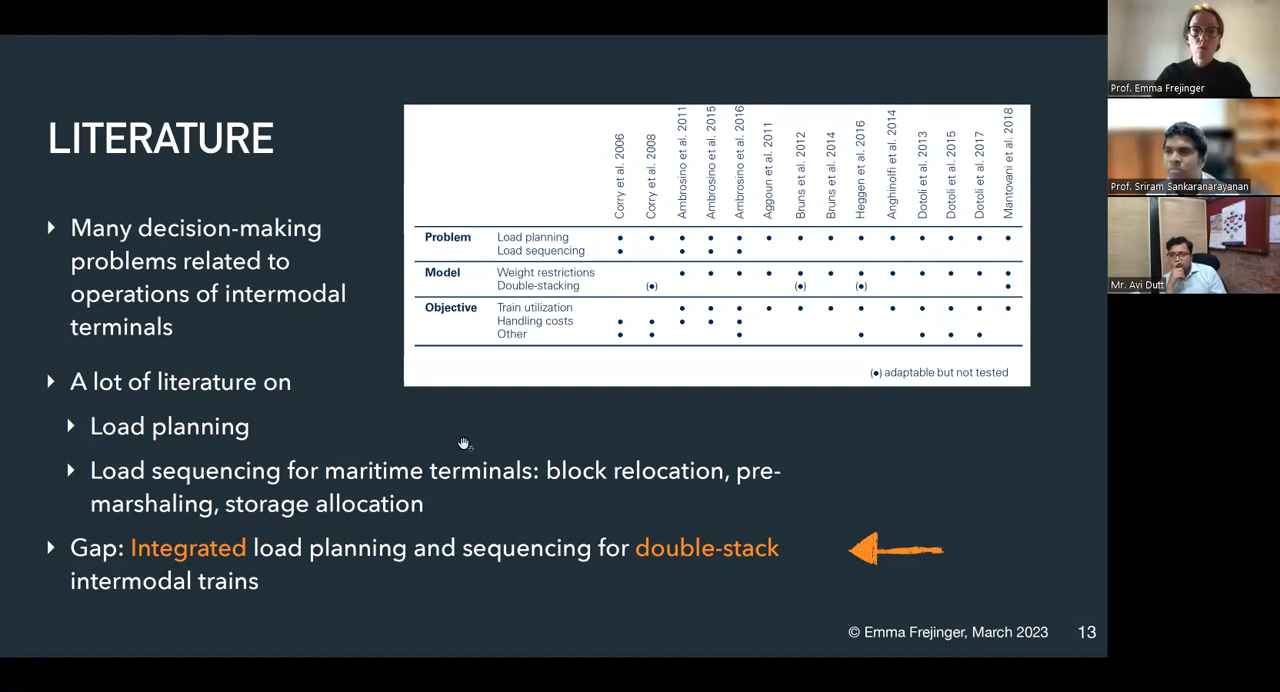 LITERATURE
Many decision-making
problems related to
operations of intermodal
terminals
A lot of literature on
Load planning
Load sequencing for maritime terminals: block relocation, pre-
marshaling, storage allocation
Gap: Integrated load planning and sequencing for double-stack
intermodal trains
Corry et al. 2006
Corry et al. 2008
Ambrosino et al. 2011
Ambrosino et al. 2015
Ambrosino et al. 2016
Aggoun et al. 2011
Bruns et al. 2012
Bruns et al. 2014
Heggen et al. 2016
Anghinolfi et al. 2014
Dotoli et al. 2013
Dotoli et al. 2015
Dotoli et al. 2017
Mantovani et al. 2018
Problem Load planning • • • • • • • • • • • • • •
Load sequencing • • • •
Model Weight restrictions • • • • • • • • • • • •
Double-stacking (•) (•) (•) •
Objective Train utilization • • • • • • • • • • • •
Handling costs • • • • •
Other • • • • • • •
(•) adaptable but not tested
© Emma Frejinger, March 2023 13
Prof. Emma Frejinger
Prof. Sriram Sankaranarayanan
Mr. Avi Dutt